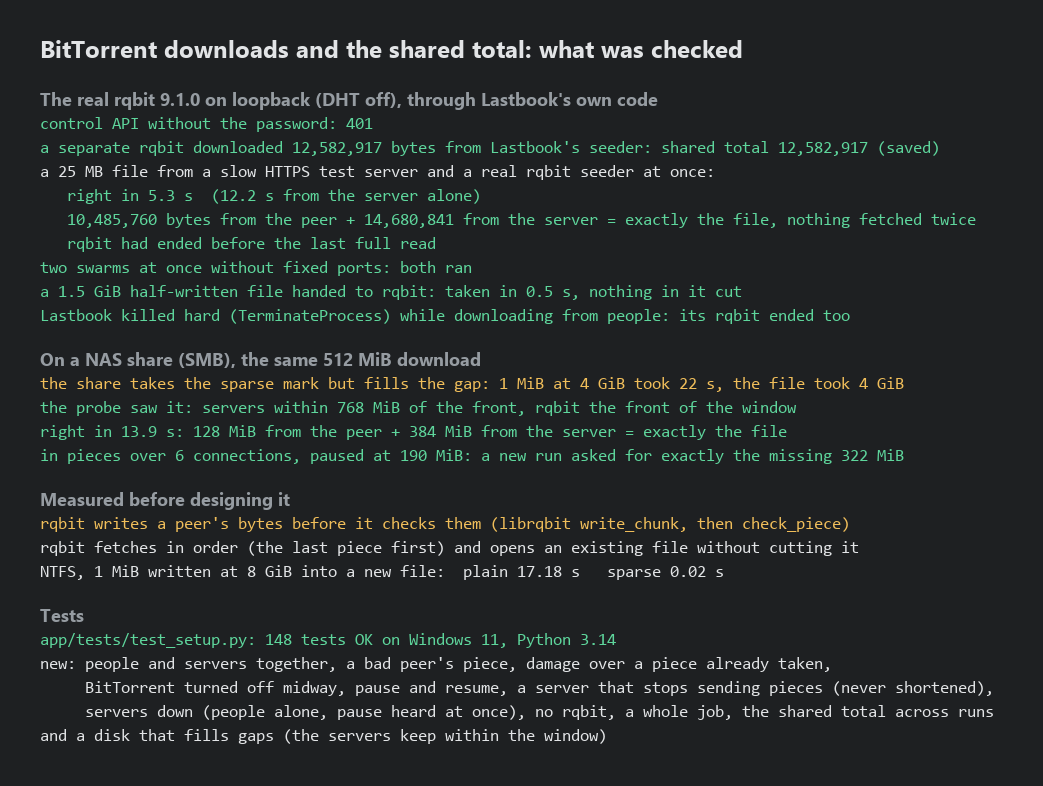 BitTorrent downloads and the shared total: what was checked
The real rqbit 9.1.0 on loopback (DHT off), through Lastbook's own code
control API without the password: 401
a separate rqbit downloaded 12,582,917 bytes from Lastbook's seeder: shared total 12,582,917 (saved)
a 25 MB file from a slow HTTPS test server and a real rqbit seeder at once:
right in 5.3 s  (12.2 s from the server alone)
10,485,760 bytes from the peer + 14,680,841 from the server = exactly the file, nothing fetched twice
rqbit had ended before the last full read
two swarms at once without fixed ports: both ran
a 1.5 GiB half-written file handed to rqbit: taken in 0.5 s, nothing in it cut
Lastbook killed hard (TerminateProcess) while downloading from people: its rqbit ended too
On a NAS share (SMB), the same 512 MiB download
the share takes the sparse mark but fills the gap: 1 MiB at 4 GiB took 22 s, the file took 4 GiB
the probe saw it: servers within 768 MiB of the front, rqbit the front of the window
right in 13.9 s: 128 MiB from the peer + 384 MiB from the server = exactly the file
in pieces over 6 connections, paused at 190 MiB: a new run asked for exactly the missing 322 MiB
Measured before designing it
rqbit writes a peer's bytes before it checks them (librqbit write_chunk, then check_piece)
rqbit fetches in order (the last piece first) and opens an existing file without cutting it
NTFS, 1 MiB written at 8 GiB into a new file:  plain 17.18 s   sparse 0.02 s
Tests
app/tests/test_setup.py: 148 tests OK on Windows 11, Python 3.14
new: people and servers together, a bad peer's piece, damage over a piece already taken,
BitTorrent turned off midway, pause and resume, a server that stops sending pieces (never shortened),
servers down (people alone, pause heard at once), no rqbit, a whole job, the shared total across runs
and a disk that fills gaps (the servers keep within the window)